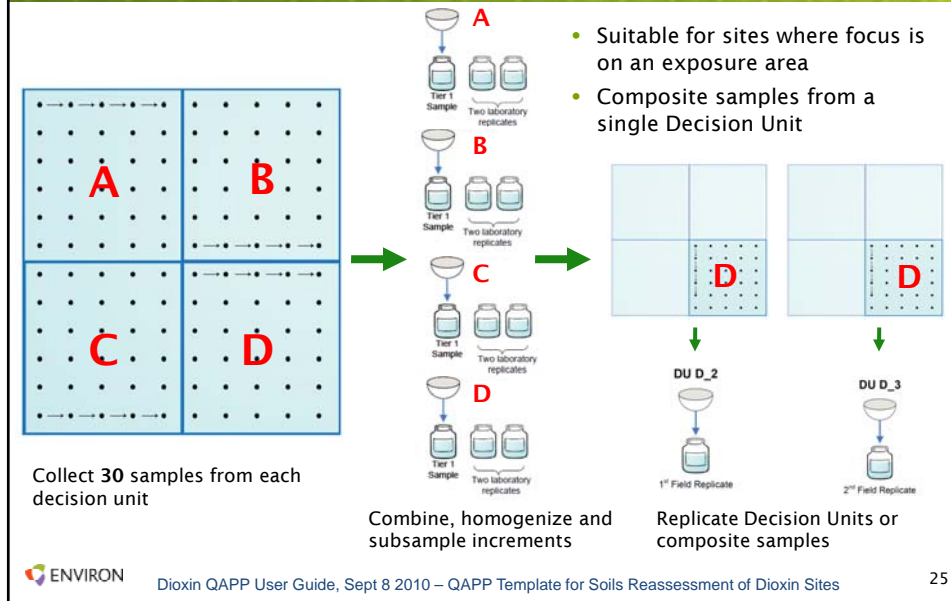 A
B
C
D
Collect 30 samples from each
decision unit
A
Tier 1
Sample
Two laboratory
replicates
B
Tier 1
Sample
Two laboratory
replicates
C
Tier 1
Sample
Two laboratory
replicates
D
Tier 1
Sample
Two laboratory
replicates
Combine, homogenize and
subsample increments
• Suitable for sites where focus is
on an exposure area
• Composite samples from a
single Decision Unit
D
D
DU D_2
1st Field Replicate
DU D_3
2nd Field Replicate
Replicate Decision Units or
composite samples
ENVIRON
Dioxin QAPP User Guide, Sept 8 2010 – QAPP Template for Soils Reassessment of Dioxin Sites
25